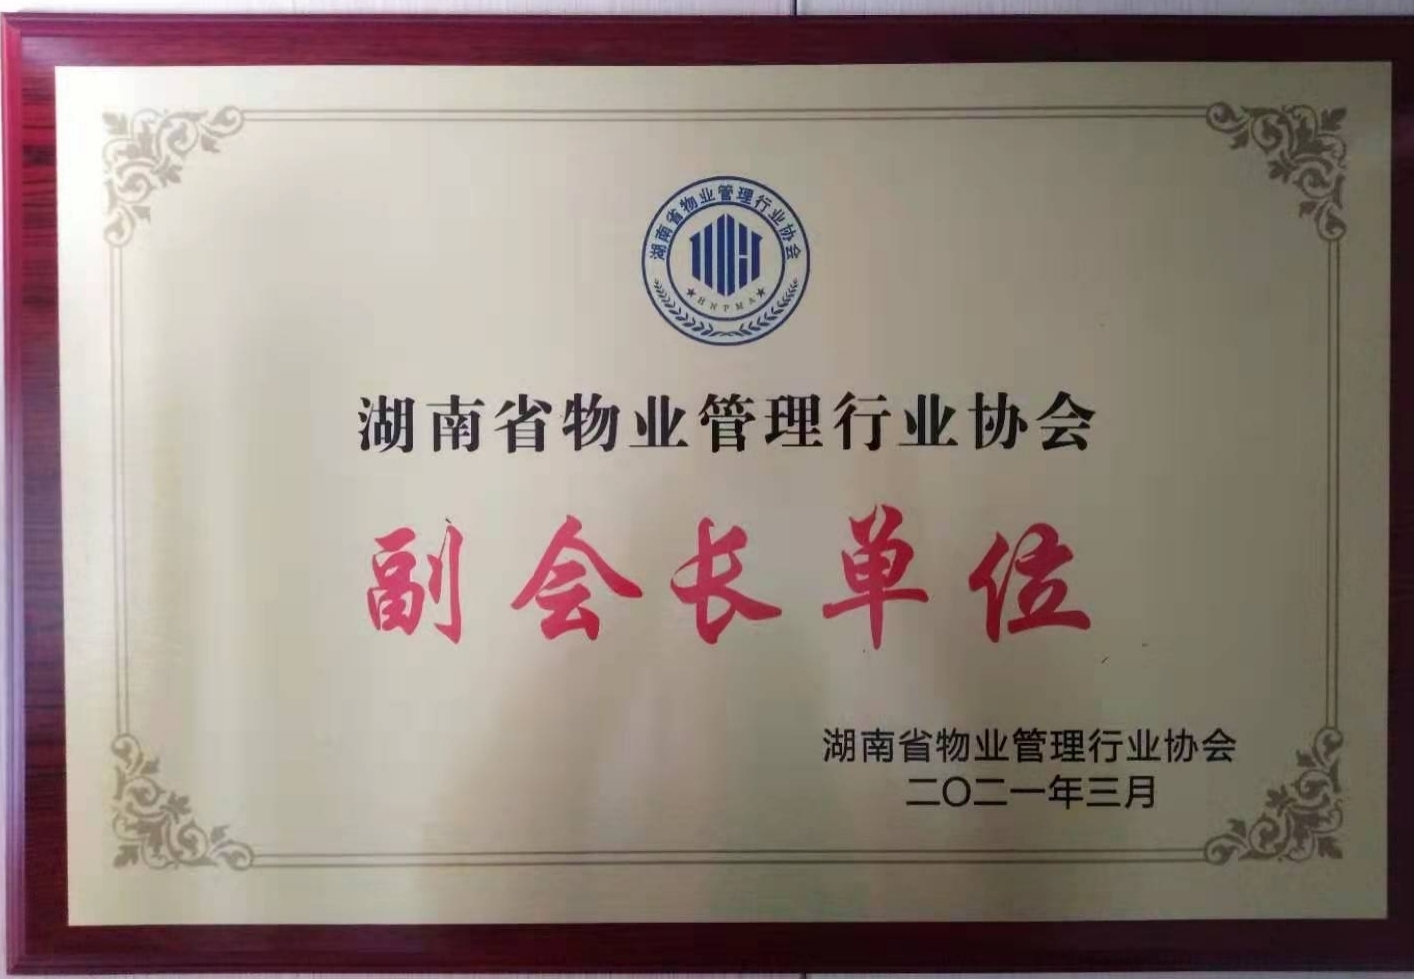 湖南省物业管理行业协会
HNPMA
湖南省物业管理行业协会
副会长单位
湖南省物业管理行业协会
二〇二一年三月